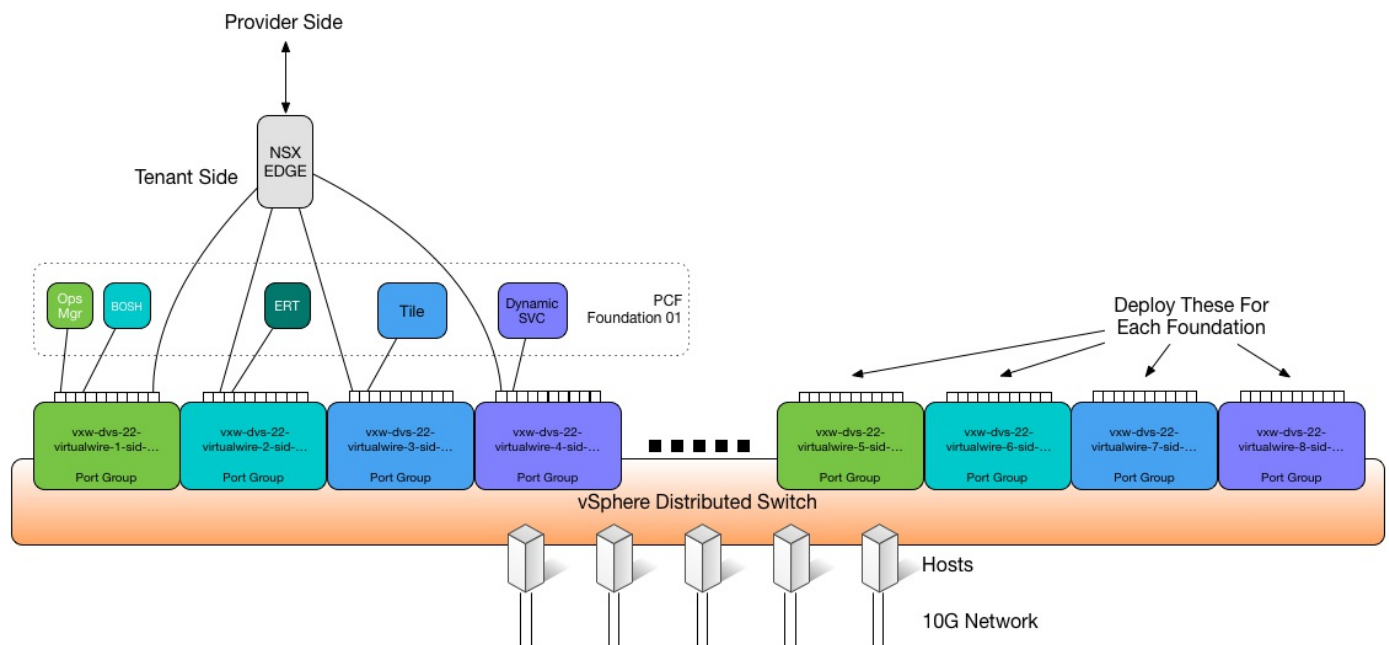 Provider Side
NSX
EDGE
Tenant Side
Ops
Mgr
BOSH
ERT
Tile
Dynamic
SVC
PCF
Foundation 01
Deploy These For
Each Foundation
vxw-dvs-22-
virtualwire-1-sid-...
Port Group
vxw-dvs-22-
virtualwire-2-sid-...
Port Group
vxw-dvs-22-
virtualwire-3-sid-...
Port Group
vxw-dvs-22-
virtualwire-4-sid-...
Port Group
vxw-dvs-22-
virtualwire-5-sid-...
Port Group
vxw-dvs-22-
virtualwire-6-sid-...
Port Group
vxw-dvs-22-
virtualwire-7-sid-...
Port Group
vxw-dvs-22-
virtualwire-8-sid-...
Port Group
vSphere Distributed Switch
Hosts
10G Network